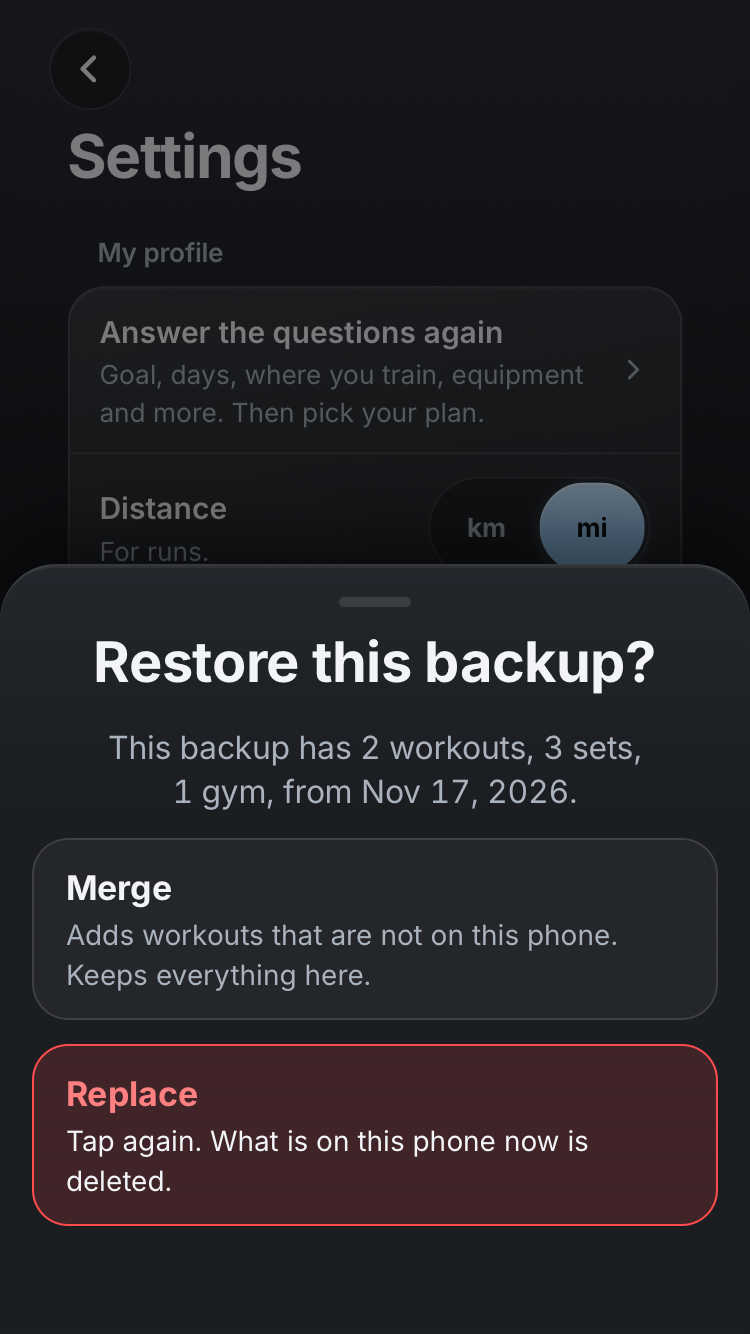 Settings
My profile
Answer the questions again
Goal, days, where you train, equipment
and more. Then pick your plan.
Distance
For runs.
km
mi
Restore this backup?
This backup has 2 workouts, 3 sets,
1 gym, from Nov 17, 2026.
Merge
Adds workouts that are not on this phone.
Keeps everything here.
Replace
Tap again. What is on this phone now is
deleted.